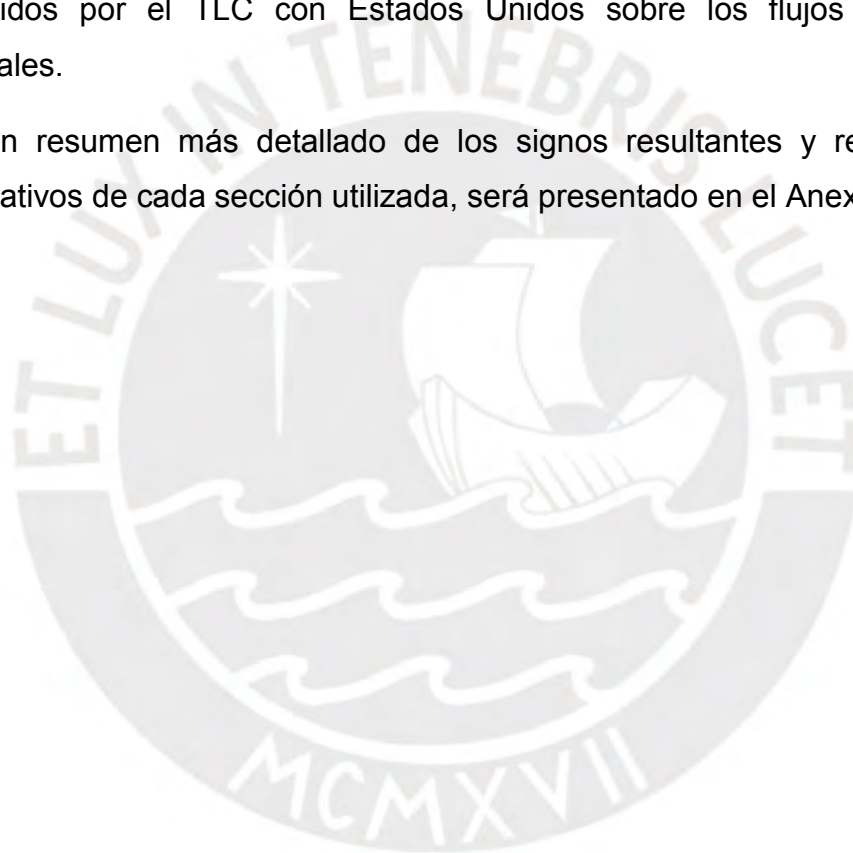 idos por el TLC con Estados Unidos sobre los flujos
ales.
n resumen más detallado de los signos resultantes y re
ativos de cada sección utilizada, será presentado en el Anex
ET LUX IN TENEBRIS LUCET
MCMXVII